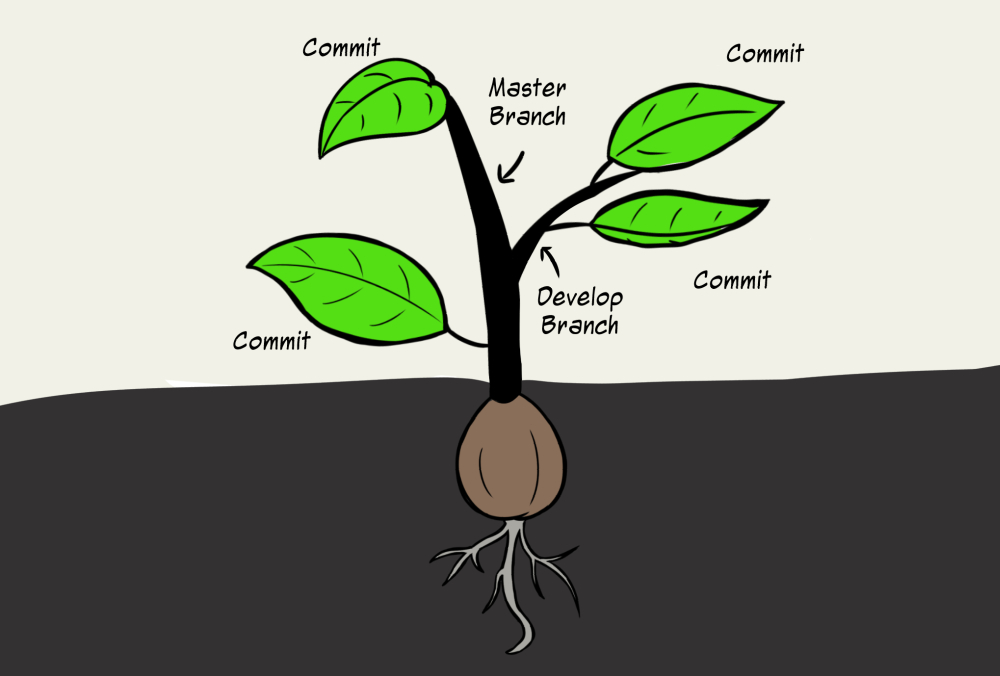 Commit
Commit
Master
Branch
Commit
Develop
Branch
Commit